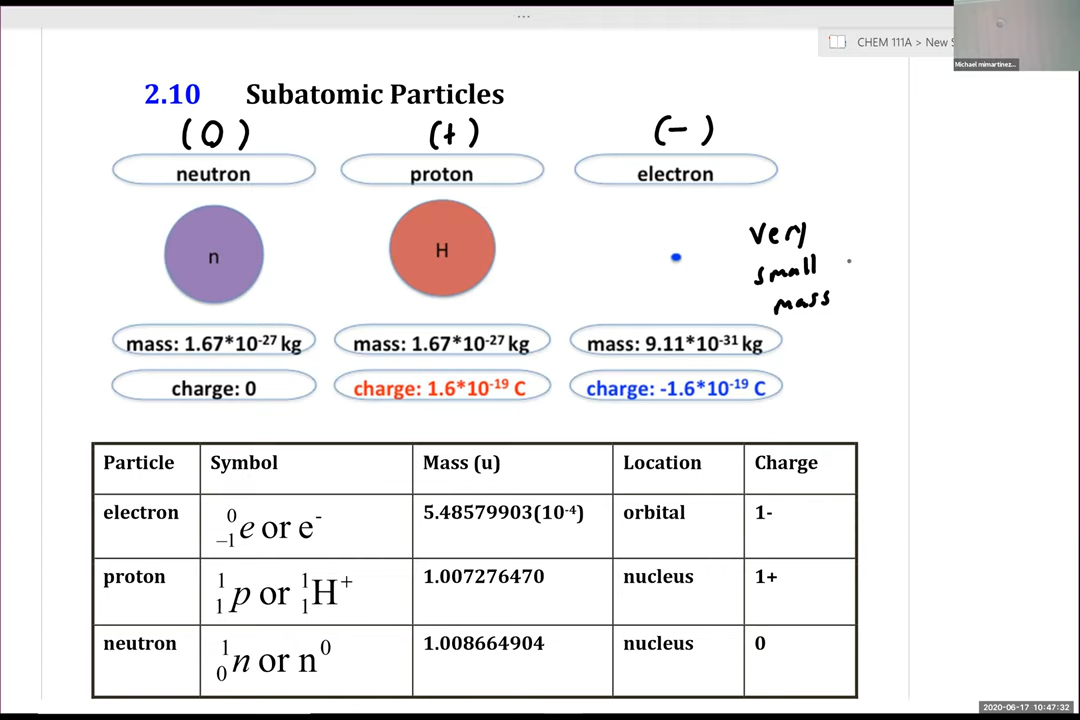 ...
CHEM 111A > New S
Michael mimartinez...
2.10 Subatomic Particles
(0) (+) (-)
neutron proton electron
n H
very
small
mass
mass: 1.67*10⁻²⁷ kg mass: 1.67*10⁻²⁷ kg mass: 9.11*10⁻³¹ kg
charge: 0 charge: 1.6*10⁻¹⁹ C charge: -1.6*10⁻¹⁹ C
Particle Symbol Mass (u) Location Charge
electron ⁰₋₁e or e⁻ 5.48579903(10⁻⁴) orbital 1-
proton ¹₁p or ¹₁H⁺ 1.007276470 nucleus 1+
neutron ¹₀n or n⁰ 1.008664904 nucleus 0
2020-06-17 10:47:32